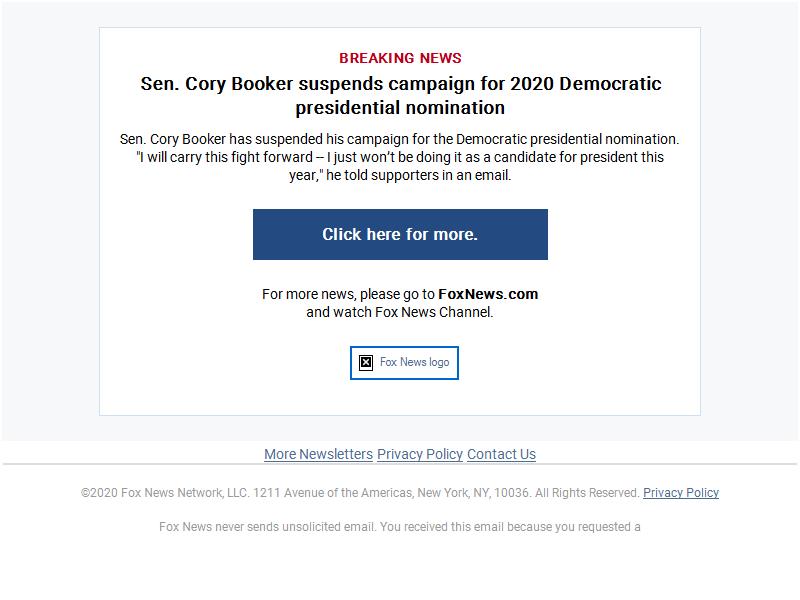 BREAKING NEWS
Sen. Cory Booker suspends campaign for 2020 Democratic
presidential nomination
Sen. Cory Booker has suspended his campaign for the Democratic presidential nomination.
"I will carry this fight forward – I just won’t be doing it as a candidate for president this
year," he told supporters in an email.
Click here for more.
For more news, please go to FoxNews.com
and watch Fox News Channel.
Fox News logo
More Newsletters Privacy Policy Contact Us
©2020 Fox News Network, LLC. 1211 Avenue of the Americas, New York, NY, 10036. All Rights Reserved. Privacy Policy
Fox News never sends unsolicited email. You received this email because you requested a